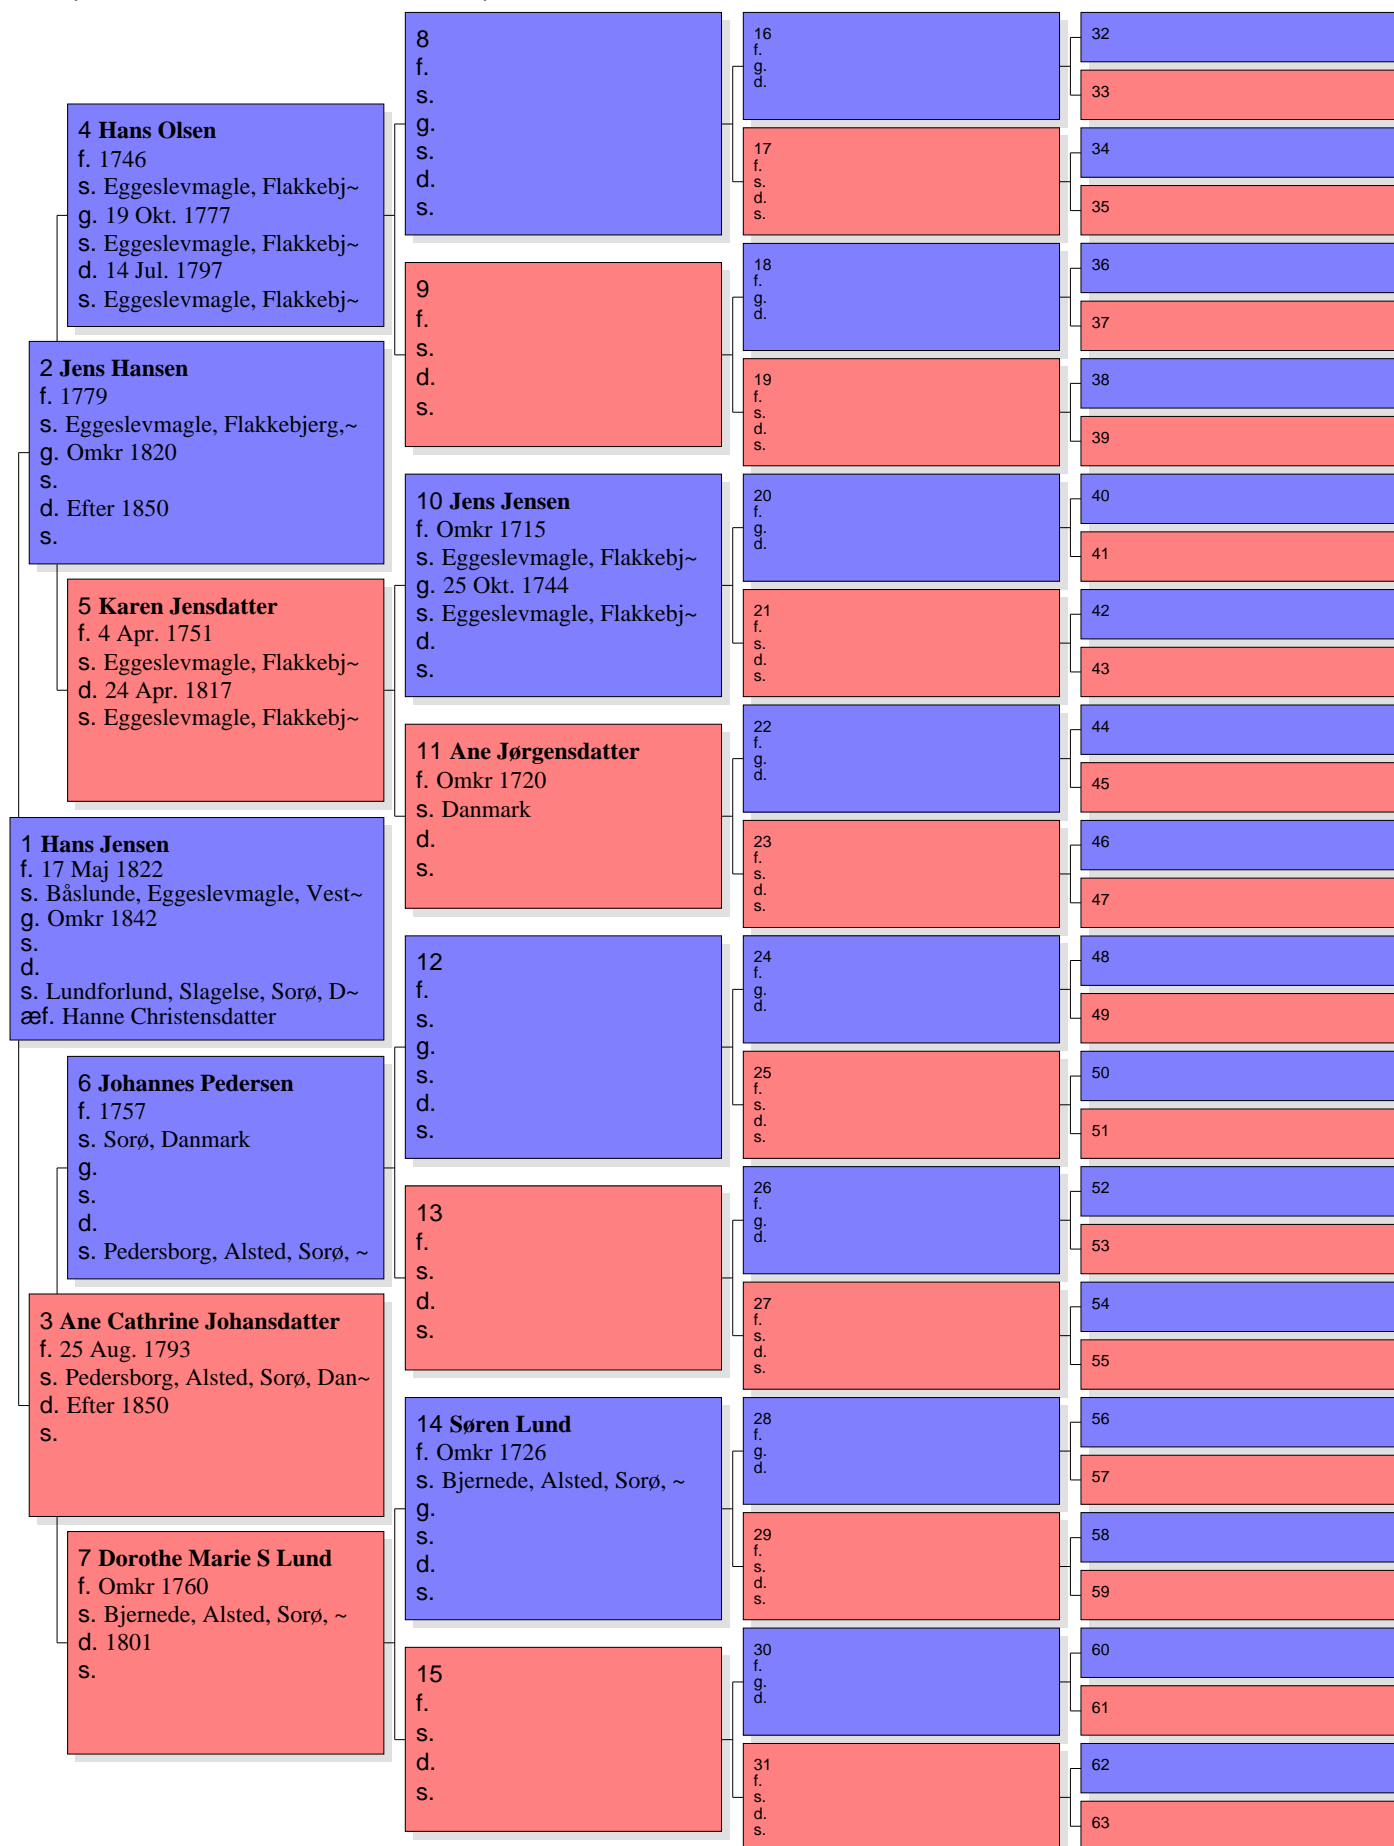 4 Hans Olsen
f. 1746
s. Eggeslevmagle, Flakkebj~
g. 19 Okt. 1777
s. Eggeslevmagle, Flakkebj~
d. 14 Jul. 1797
s. Eggeslevmagle, Flakkebj~
2 Jens Hansen
f. 1779
s. Eggeslevmagle, Flakkebjerg,~
g. Omkr 1820
s.
d. Efter 1850
s.
5 Karen Jensdatter
f. 4 Apr. 1751
s. Eggeslevmagle, Flakkebj~
d. 24 Apr. 1817
s. Eggeslevmagle, Flakkebj~
1 Hans Jensen
f. 17 Maj 1822
s. Båslunde, Eggeslevmagle, Vest~
g. Omkr 1842
s.
d.
s. Lundforlund, Slagelse, Sorø, D~
æf. Hanne Christensdatter
6 Johannes Pedersen
f. 1757
s. Sorø, Danmark
g.
s.
d.
s. Pedersborg, Alsted, Sorø, ~
3 Ane Cathrine Johansdatter
f. 25 Aug. 1793
s. Pedersborg, Alsted, Sorø, Dan~
d. Efter 1850
s.
7 Dorothe Marie S Lund
f. Omkr 1760
s. Bjernede, Alsted, Sorø, ~
d. 1801
s.
8
f.
s.
g.
s.
d.
s.
9
f.
s.
d.
s.
10 Jens Jensen
f. Omkr 1715
s. Eggeslevmagle, Flakkebj~
g. 25 Okt. 1744
s. Eggeslevmagle, Flakkebj~
d.
s.
11 Ane Jørgensdatter
f. Omkr 1720
s. Danmark
d.
s.
12
f.
s.
g.
s.
d.
s.
13
f.
s.
d.
s.
14 Søren Lund
f. Omkr 1726
s. Bjernede, Alsted, Sorø, ~
g.
s.
d.
s.
15
f.
s.
d.
s.
16
f.
g.
d.
17
f.
s.
d.
s.
18
f.
g.
d.
19
f.
s.
d.
s.
20
f.
g.
d.
21
f.
s.
d.
s.
22
f.
g.
d.
23
f.
s.
d.
s.
24
f.
g.
d.
25
f.
s.
d.
s.
26
f.
g.
d.
27
f.
s.
d.
s.
28
f.
g.
d.
29
f.
s.
d.
s.
30
f.
g.
d.
31
f.
s.
d.
s.
32
33
34
35
36
37
38
39
40
41
42
43
44
45
46
47
48
49
50
51
52
53
54
55
56
57
58
59
60
61
62
63